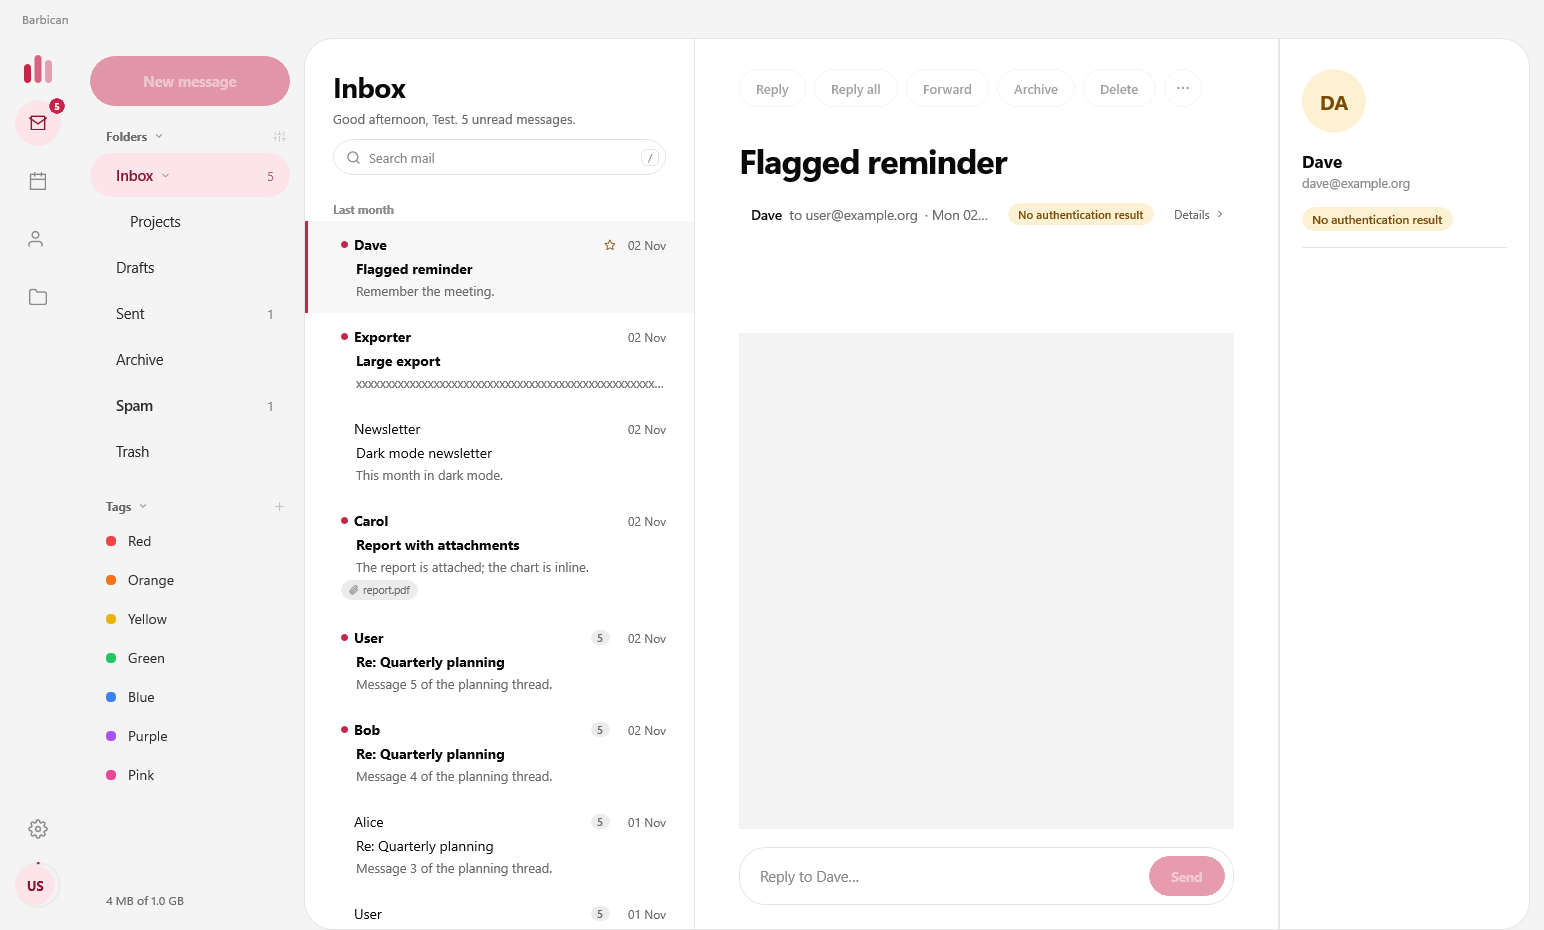 Barbican
5
New message
Folders
Inbox 5
Projects
Drafts
Sent 1
Archive
Spam 1
Trash
Tags
Red
Orange
Yellow
Green
Blue
Purple
Pink
US
4 MB of 1.0 GB
Inbox
Good afternoon, Test. 5 unread messages.
Search mail /
Last month
Dave 02 Nov
Flagged reminder
Remember the meeting.
Exporter 02 Nov
Large export
xxxxxxxxxxxxxxxxxxxxxxxxxxxxxxxxxxxxxxxxxxxxxxxxxx...
Newsletter 02 Nov
Dark mode newsletter
This month in dark mode.
Carol 02 Nov
Report with attachments
The report is attached; the chart is inline.
report.pdf
User 5 02 Nov
Re: Quarterly planning
Message 5 of the planning thread.
Bob 5 02 Nov
Re: Quarterly planning
Message 4 of the planning thread.
Alice 5 01 Nov
Re: Quarterly planning
Message 3 of the planning thread.
User 5 01 Nov
Reply Reply all Forward Archive Delete ...
Flagged reminder
Dave to user@example.org · Mon 02... No authentication result Details
Reply to Dave... Send
DA
Dave
dave@example.org
No authentication result